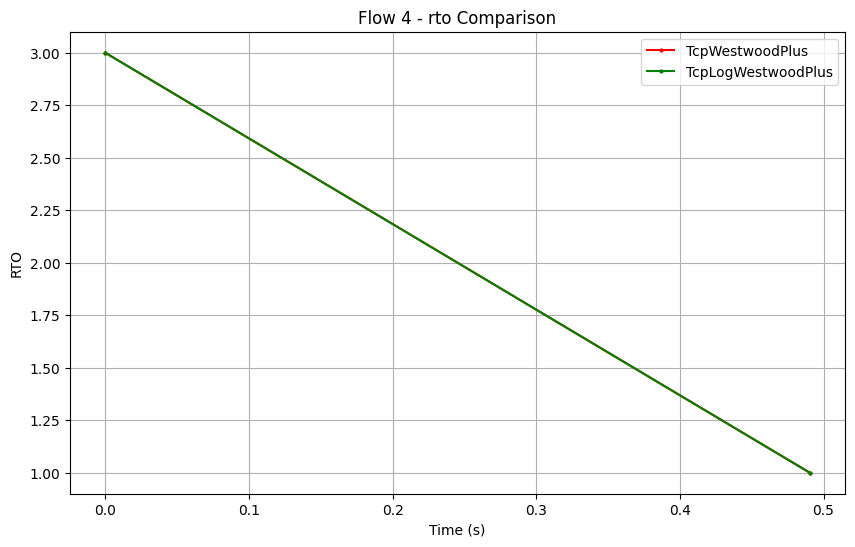 Flow 4 - rto Comparison
TcpWestwoodPlus
TcpLogWestwoodPlus
3.00
2.75
2.50
2.25
2.00
1.75
1.50
1.25
1.00
RTO
0.0 0.1 0.2 0.3 0.4 0.5
Time (s)